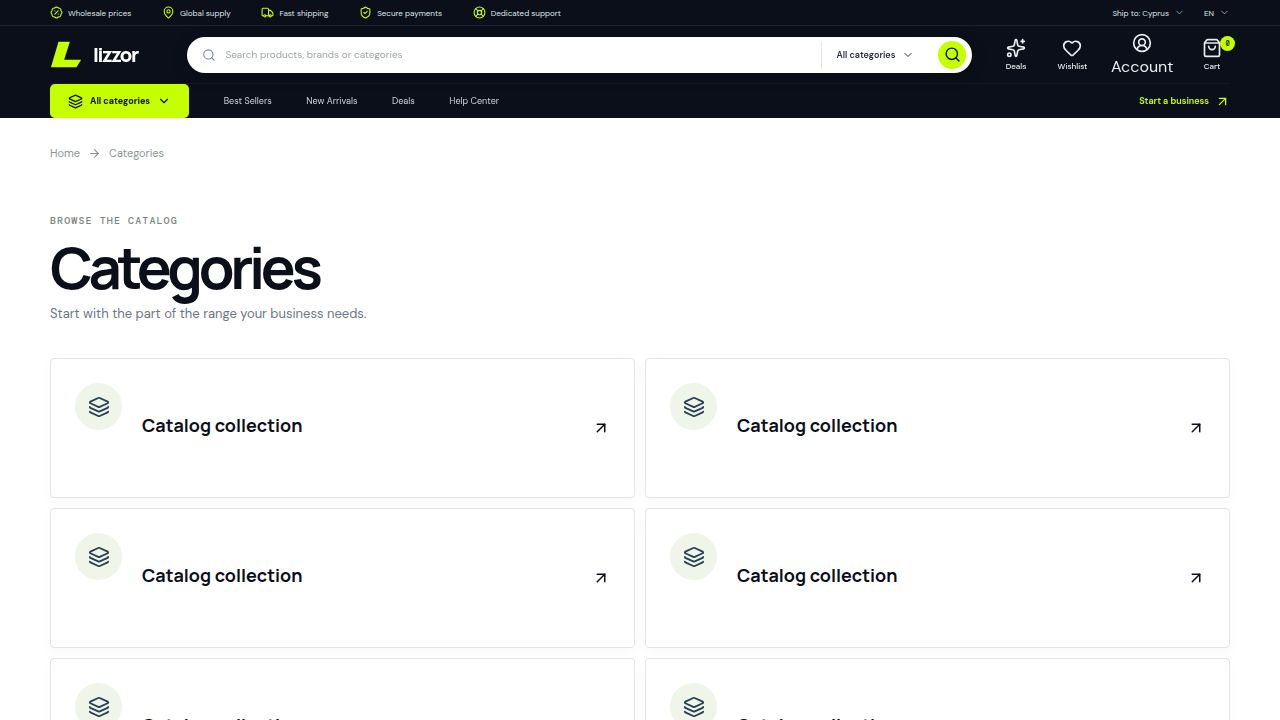 Wholesale prices
Global supply
Fast shipping
Secure payments
Dedicated support
Ship to: Cyprus
EN
lizzor
Search products, brands or categories
All categories
Deals
Wishlist
Account
0
Cart
All categories
Best Sellers
New Arrivals
Deals
Help Center
Start a business
Home
Categories
BROWSE THE CATALOG
Categories
Start with the part of the range your business needs.
Catalog collection
Catalog collection
Catalog collection
Catalog collection